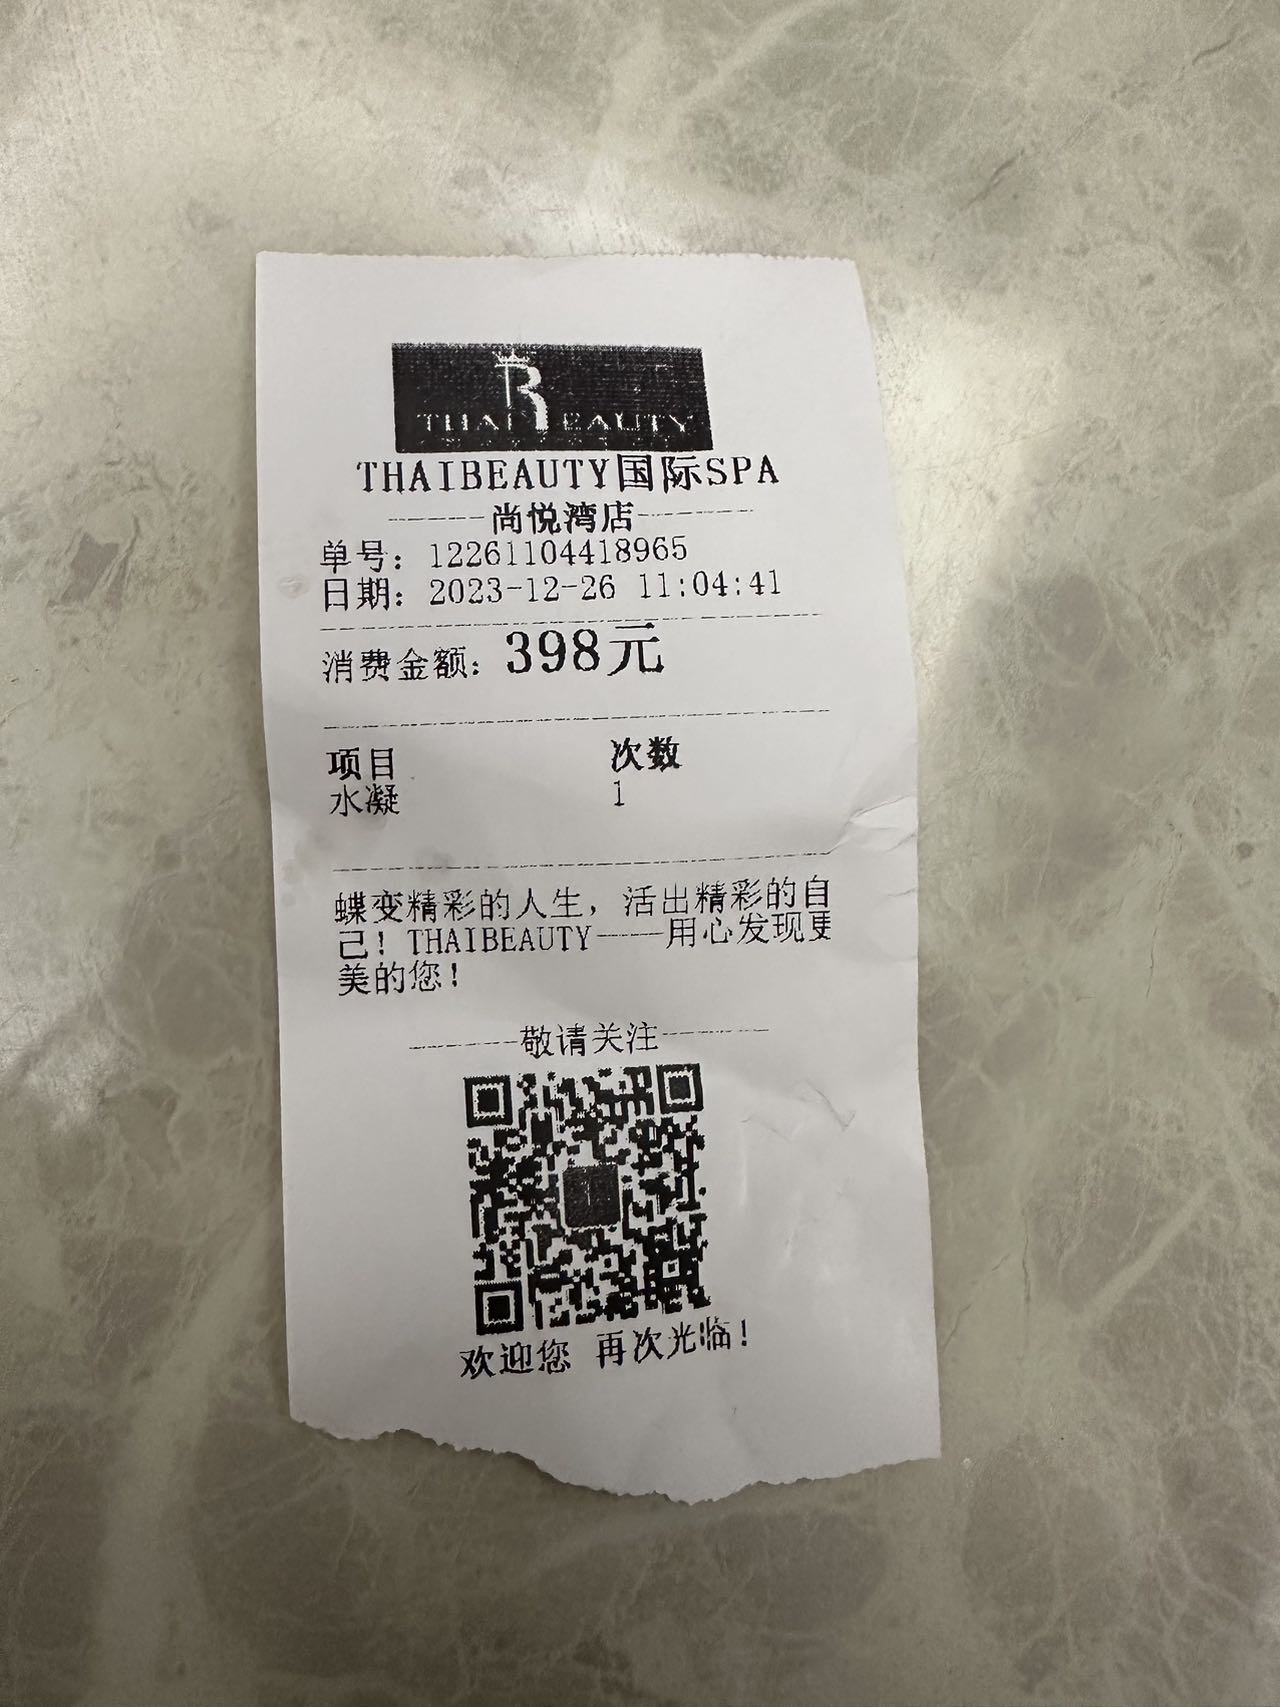 THAI BEAUTY
THAIBEAUTY国际SPA
------尚悦湾店-------
单号: 12261104418965
日期: 2023-12-26 11:04:41
消费金额: 398元
项目 次数
水凝 1
蝶变精彩的人生，活出精彩的自
己! THAIBEAUTY——用心发现更
美的您!
-------敬请关注-------
欢迎您 再次光临!